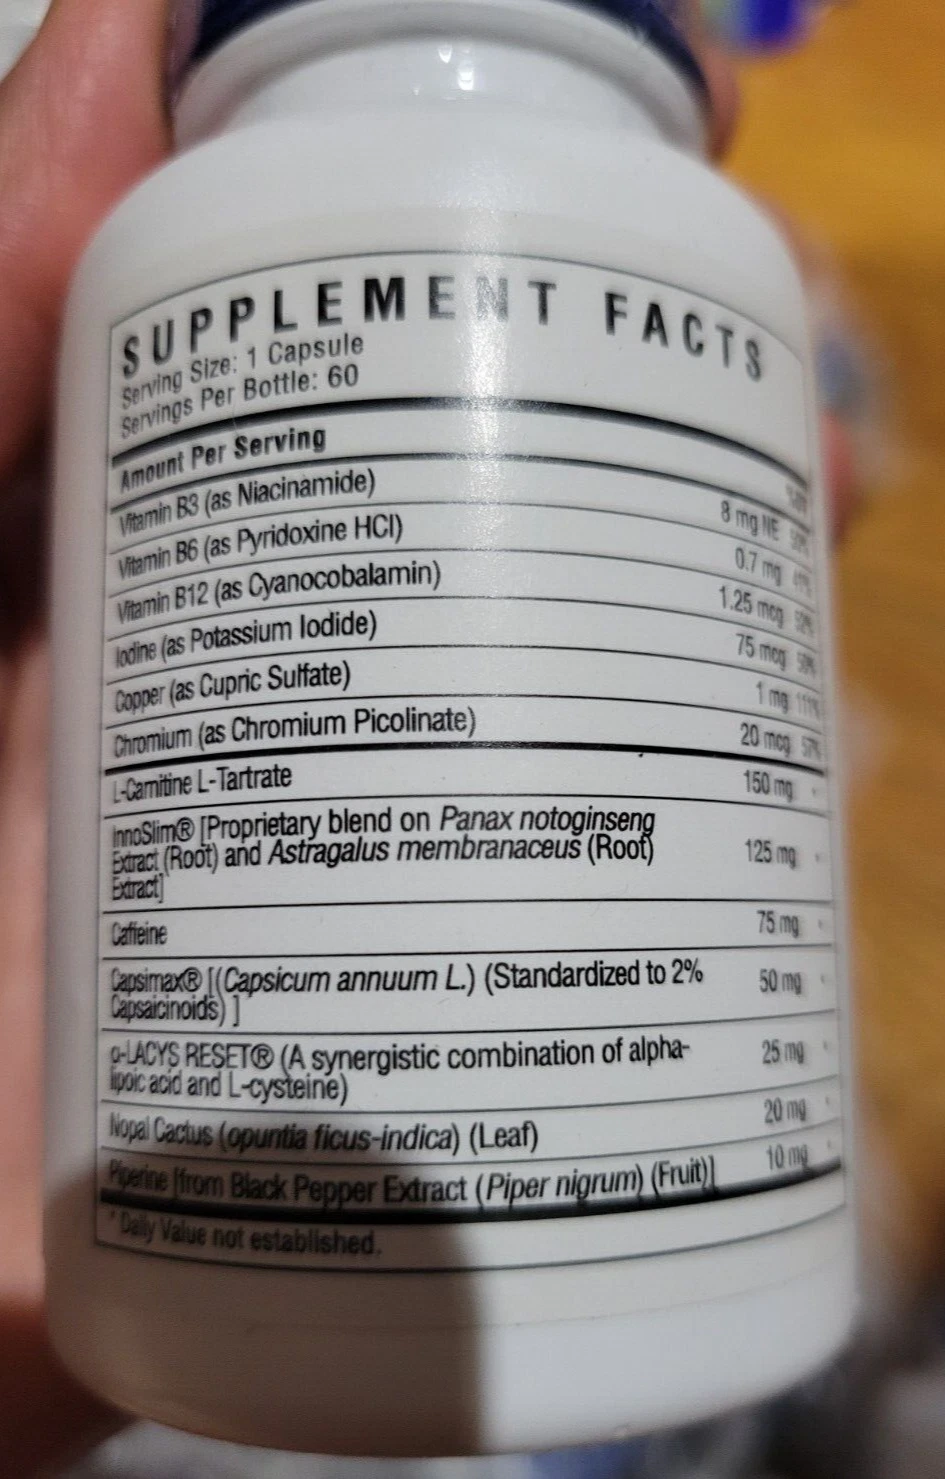 SUPPLEMENT FACTS
Serving Size: 1 Capsule
Servings Per Bottle: 60
Amount Per Serving
Vitamin B3 (as Niacinamide) 8 mg NE 50%
Vitamin B6 (as Pyridoxine HCl) 0.7 mg 41%
Vitamin B12 (as Cyanocobalamin) 1.25 mcg 52%
Iodine (as Potassium Iodide) 75 mcg 50%
Copper (as Cupric Sulfate) 1 mg 111%
Chromium (as Chromium Picolinate) 20 mcg 57%
L-Carnitine L-Tartrate 150 mg *
InnoSlim® [Proprietary blend on Panax notoginseng
Extract (Root) and Astragalus membranaceus (Root) 125 mg *
Extract]
Caffeine 75 mg *
Capsimax® [(Capsicum annuum L.) (Standardized to 2% 50 mg *
Capsaicinoids) ]
α-LACYS RESET® (A synergistic combination of alpha- 25 mg *
lipoic acid and L-cysteine)
Nopal Cactus (opuntia ficus-indica) (Leaf) 20 mg *
Piperine [from Black Pepper Extract (Piper nigrum) (Fruit)] 10 mg *
* Daily Value not established.